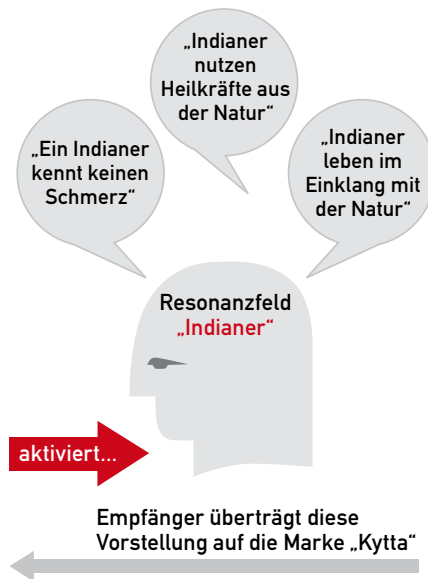 „Indianer
nutzen
Heilkräfte aus
der Natur“
„Ein Indianer
kennt keinen
Schmerz“
„Indianer
leben im
Einklang mit
der Natur“
Resonanzfeld
„Indianer“
aktiviert...
Empfänger überträgt diese
Vorstellung auf die Marke „Kytta“